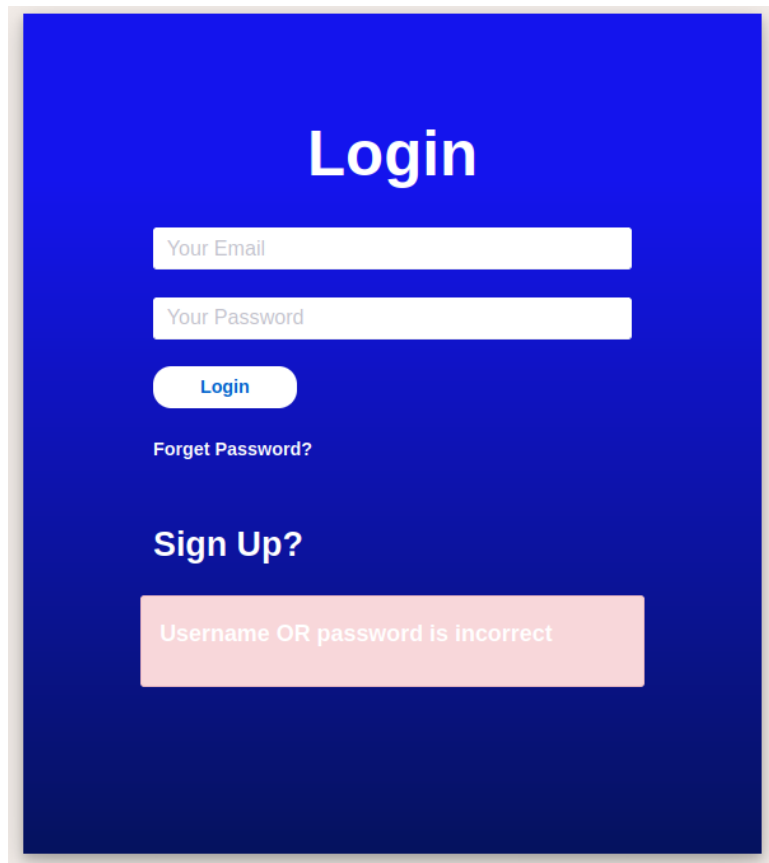 Login
Your Email
Your Password
Login
Forget Password?
Sign Up?
Username OR password is incorrect